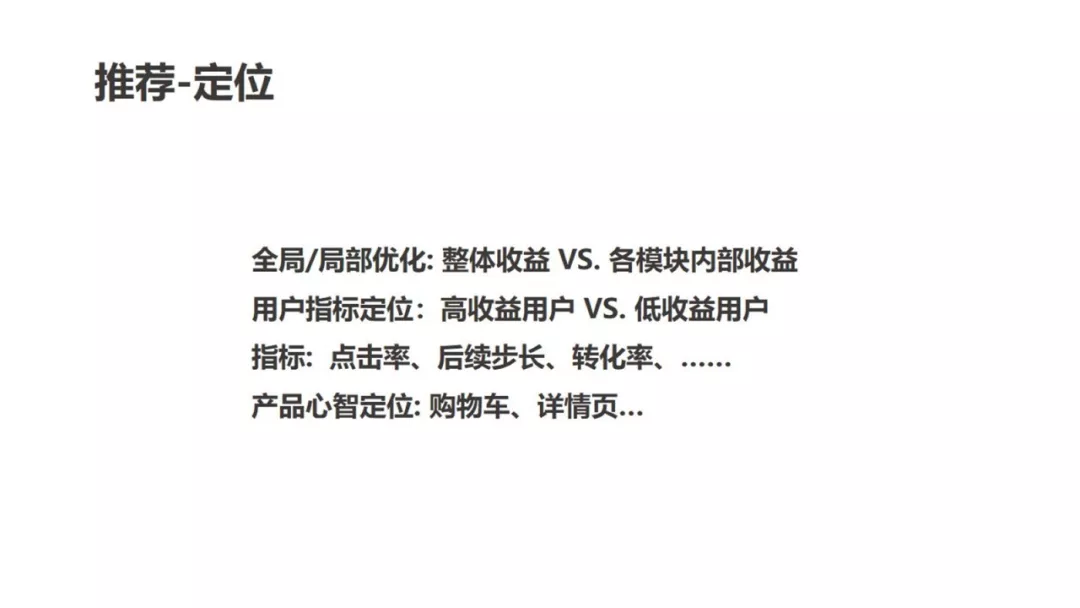 推荐-定位
全局/局部优化: 整体收益 VS. 各模块内部收益
用户指标定位：高收益用户 VS. 低收益用户
指标：点击率、后续步长、转化率、……
产品心智定位: 购物车、详情页…